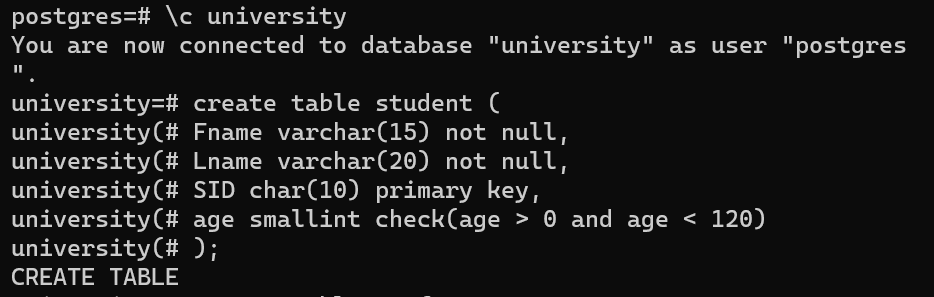 postgres=# \c university
You are now connected to database "university" as user "postgres
".
university=# create table student (
university(# Fname varchar(15) not null,
university(# Lname varchar(20) not null,
university(# SID char(10) primary key,
university(# age smallint check(age > 0 and age < 120)
university(# );
CREATE TABLE